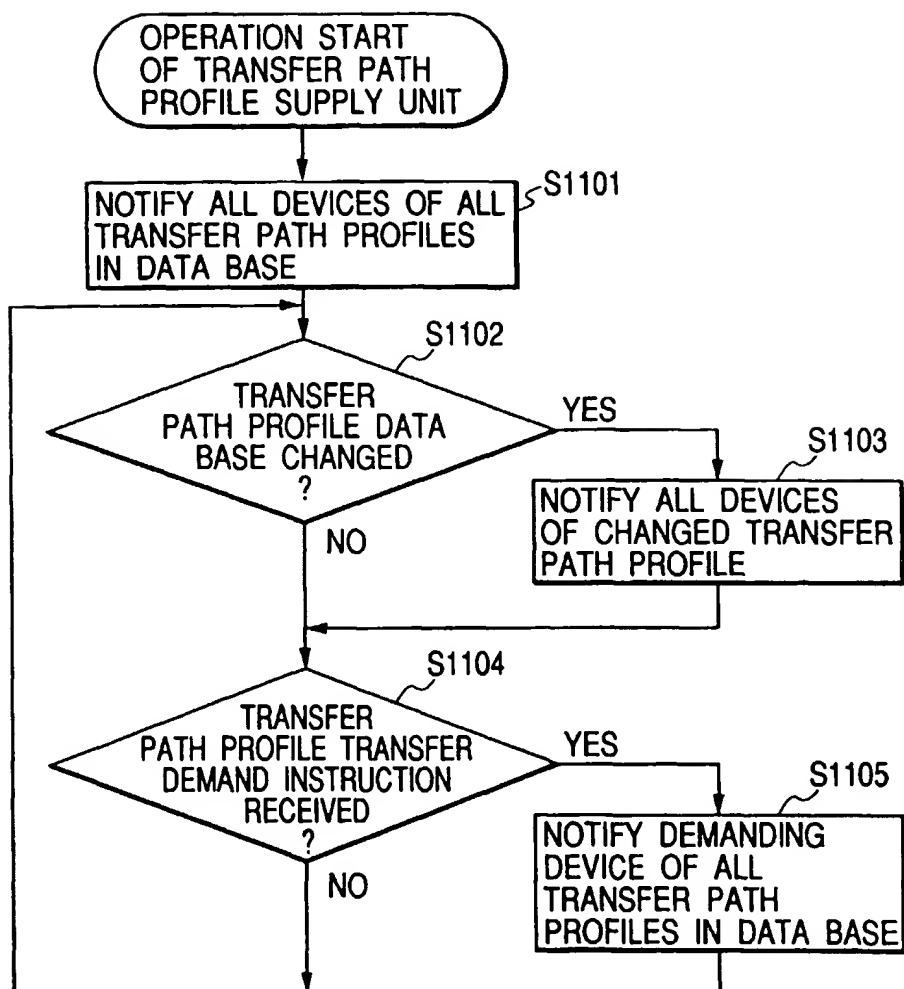 OPERATION START
OF TRANSFER PATH
PROFILE SUPPLY UNIT
S1101
NOTIFY ALL DEVICES OF ALL
TRANSFER PATH PROFILES
IN DATA BASE
S1102
TRANSFER
PATH PROFILE DATA
BASE CHANGED
?
YES
NO
S1103
NOTIFY ALL DEVICES
OF CHANGED TRANSFER
PATH PROFILE
S1104
TRANSFER
PATH PROFILE TRANSFER
DEMAND INSTRUCTION
RECEIVED
?
YES
NO
S1105
NOTIFY DEMANDING
DEVICE OF ALL
TRANSFER PATH
PROFILES IN DATA BASE